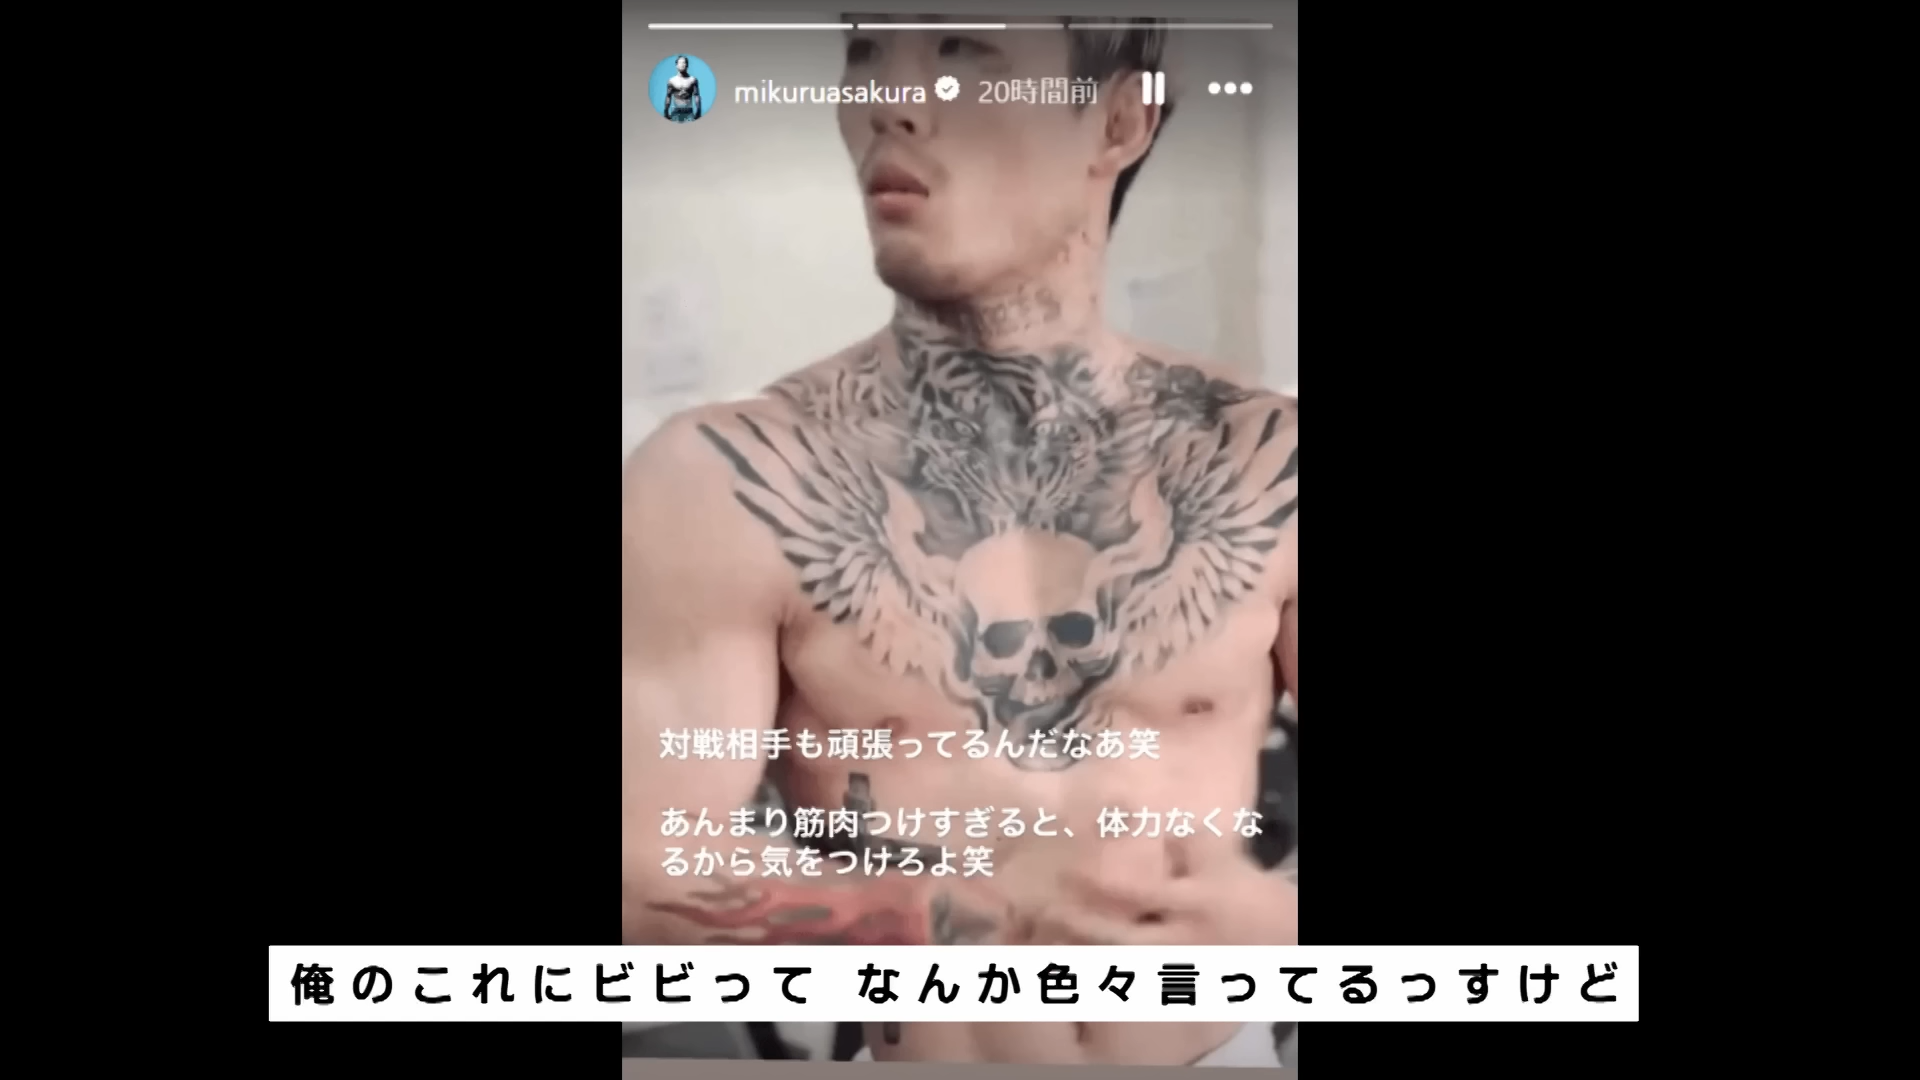 mikuruasakura 20時間前
対戦相手も頑張ってるんだなあ笑
あんまり筋肉つけすぎると、体力なくな
るから気をつけろよ笑
俺のこれにビビって なんか色々言ってるっすけど